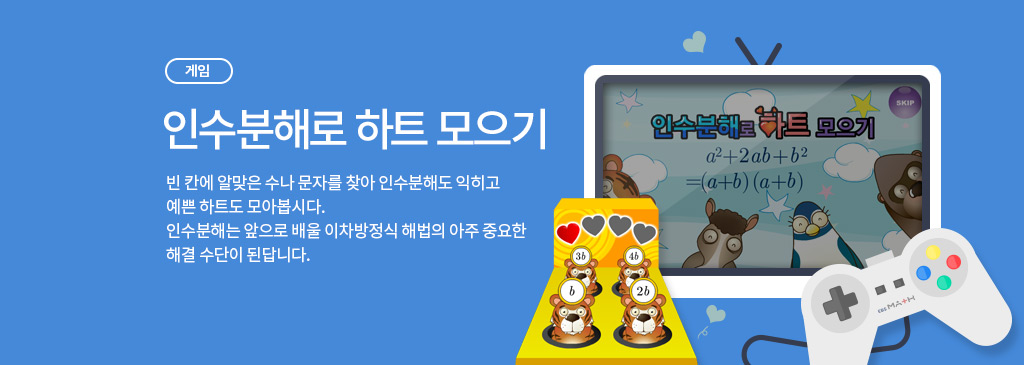 게임
인수분해로 하트 모으기
빈 칸에 알맞은 수나 문자를 찾아 인수분해도 익히고
예쁜 하트도 모아봅시다.
인수분해는 앞으로 배울 이차방정식 해법의 아주 중요한
해결 수단이 된답니다.
SKIP
인수분해로 하트 모으기
a²+2ab+b²
=(a+b)(a+b)
3b
4b
b
2b
EBS MATH